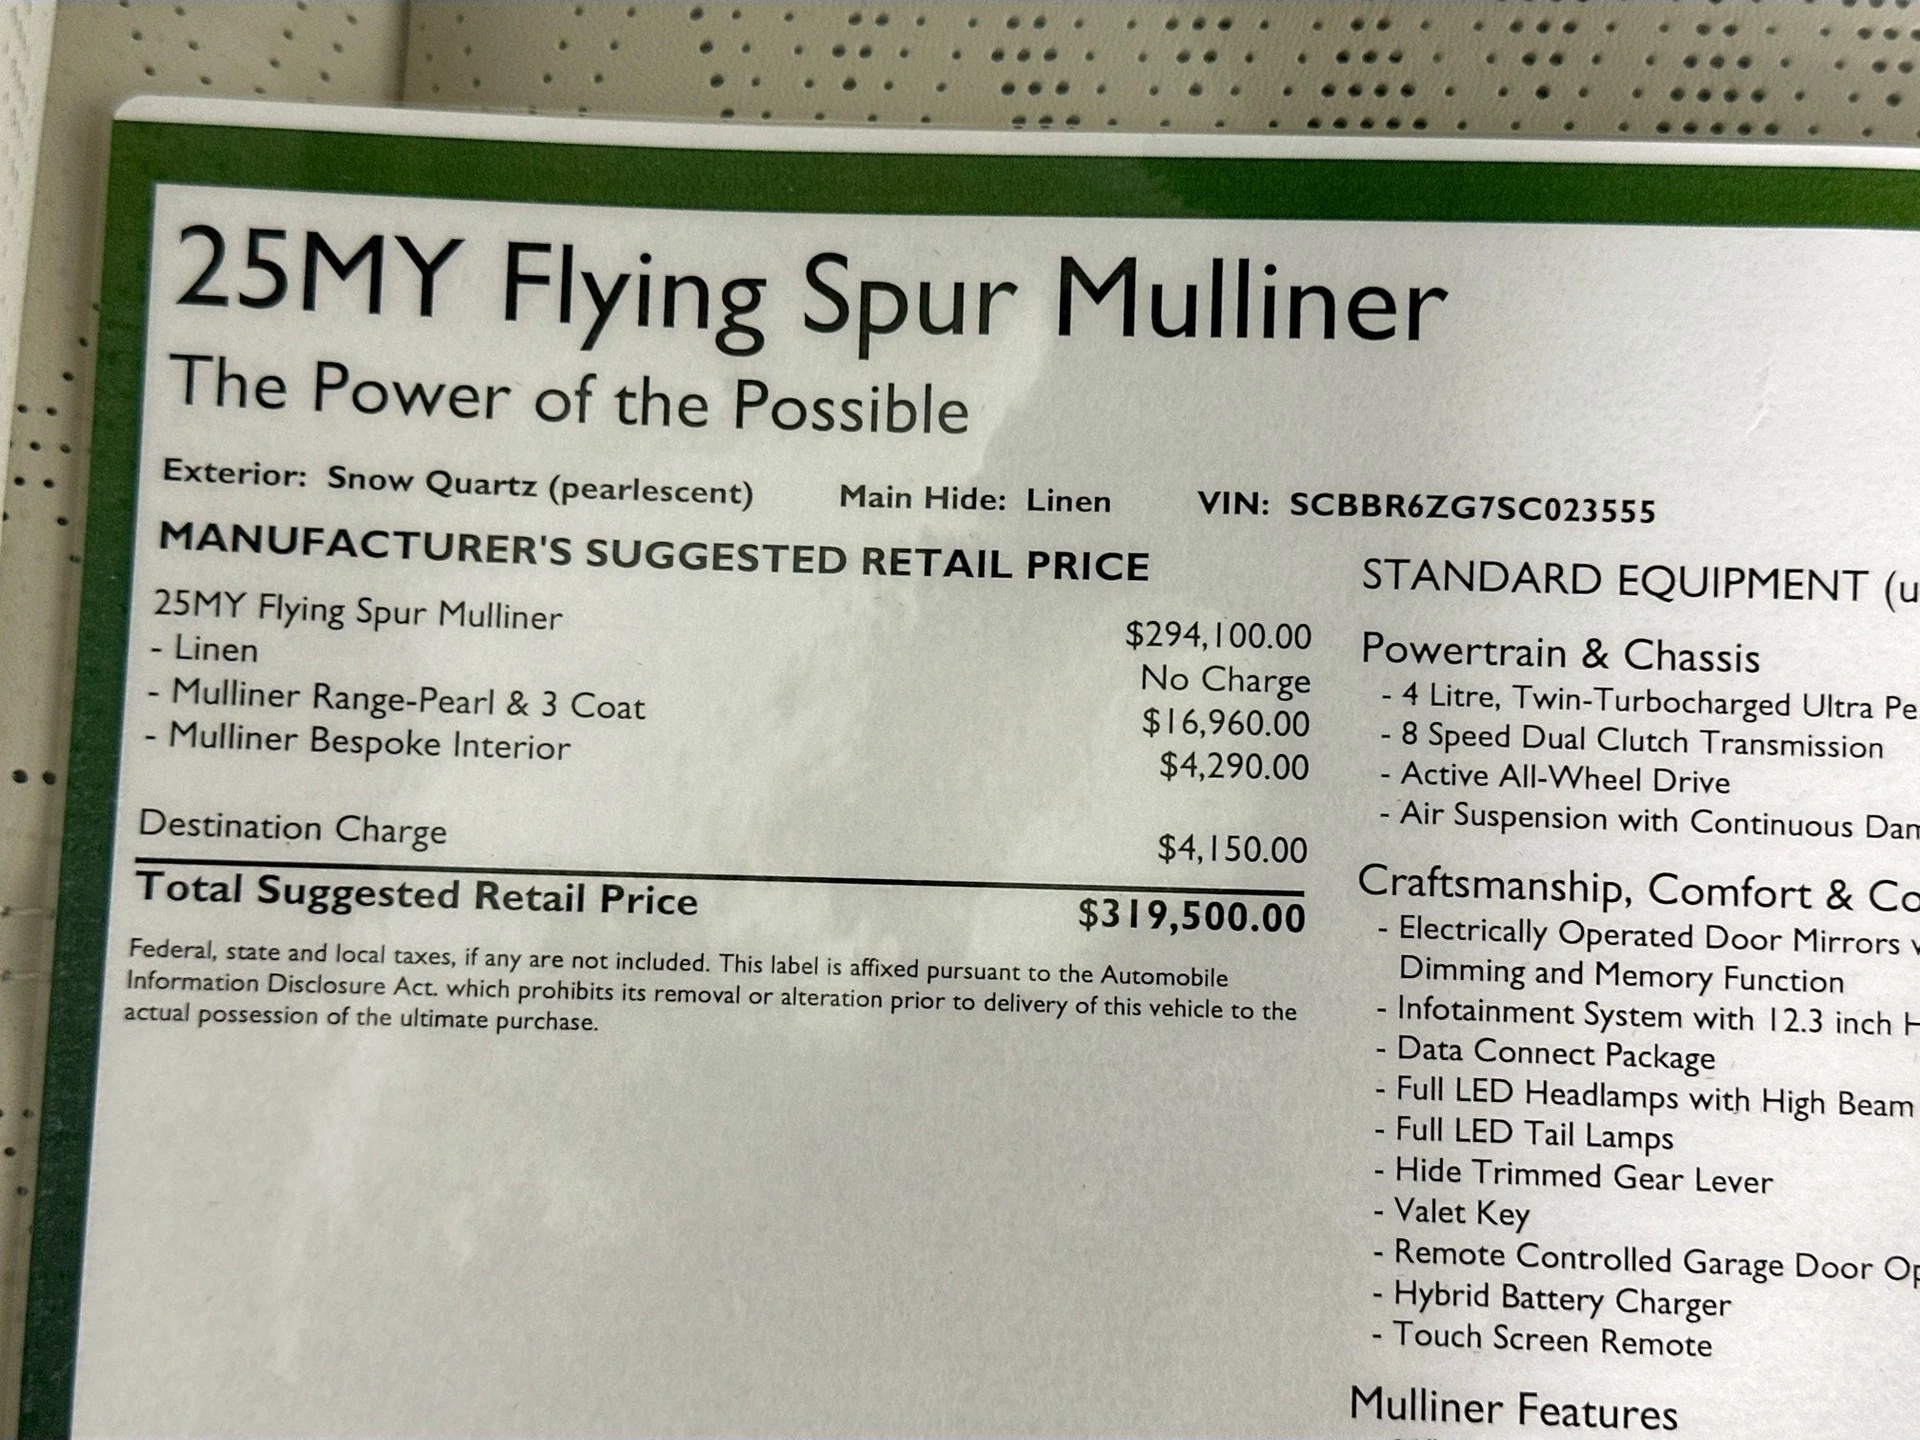 25MY Flying Spur Mulliner
The Power of the Possible
Exterior: Snow Quartz (pearlescent) Main Hide: Linen VIN: SCBBR6ZG7SC023555
MANUFACTURER'S SUGGESTED RETAIL PRICE
25MY Flying Spur Mulliner $294,100.00
- Linen No Charge
- Mulliner Range-Pearl & 3 Coat $16,960.00
- Mulliner Bespoke Interior $4,290.00
Destination Charge $4,150.00
Total Suggested Retail Price $319,500.00
Federal, state and local taxes, if any are not included. This label is affixed pursuant to the Automobile
Information Disclosure Act. which prohibits its removal or alteration prior to delivery of this vehicle to the
actual possession of the ultimate purchase.
STANDARD EQUIPMENT
Powertrain & Chassis
- 4 Litre, Twin-Turbocharged Ultra
- 8 Speed Dual Clutch Transmission
- Active All-Wheel Drive
- Air Suspension with Continuous
Craftsmanship, Comfort &
- Electrically Operated Door Mirrors
Dimming and Memory Function
- Infotainment System with 12.3 inch
- Data Connect Package
- Full LED Headlamps with High Beam
- Full LED Tail Lamps
- Hide Trimmed Gear Lever
- Valet Key
- Remote Controlled Garage Door
- Hybrid Battery Charger
- Touch Screen Remote
Mulliner Features